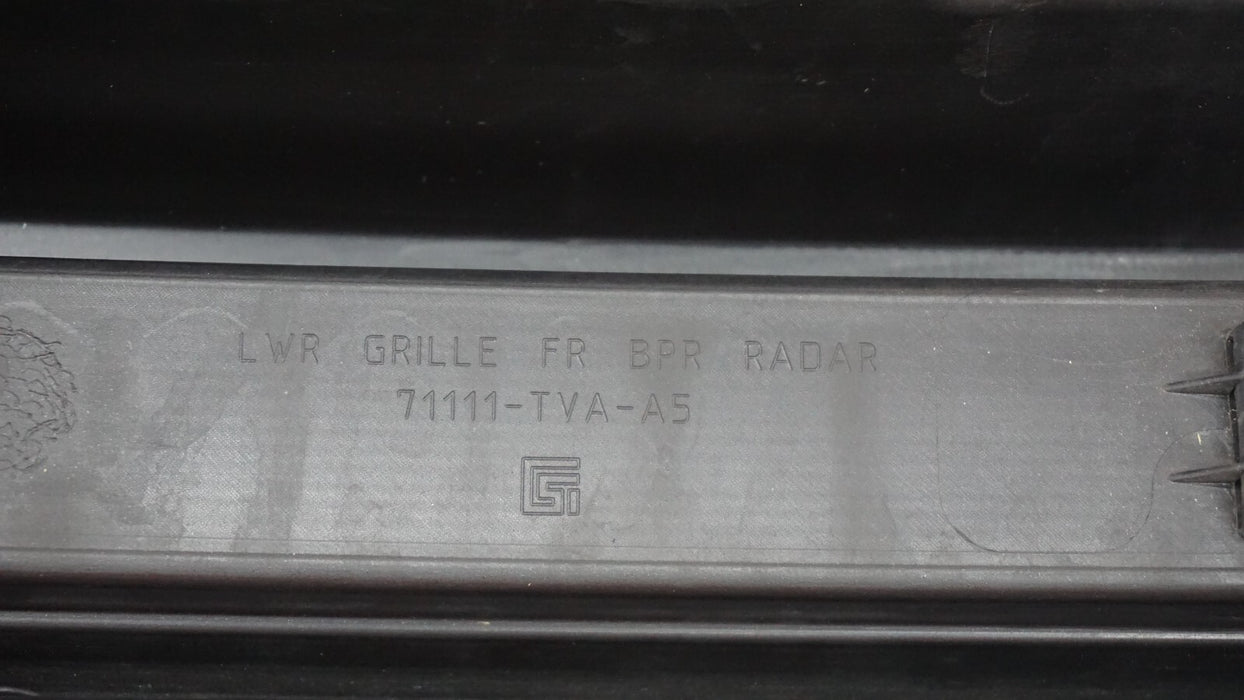 LWR GRILLE FR BPR RADAR
71111-TVA-A5